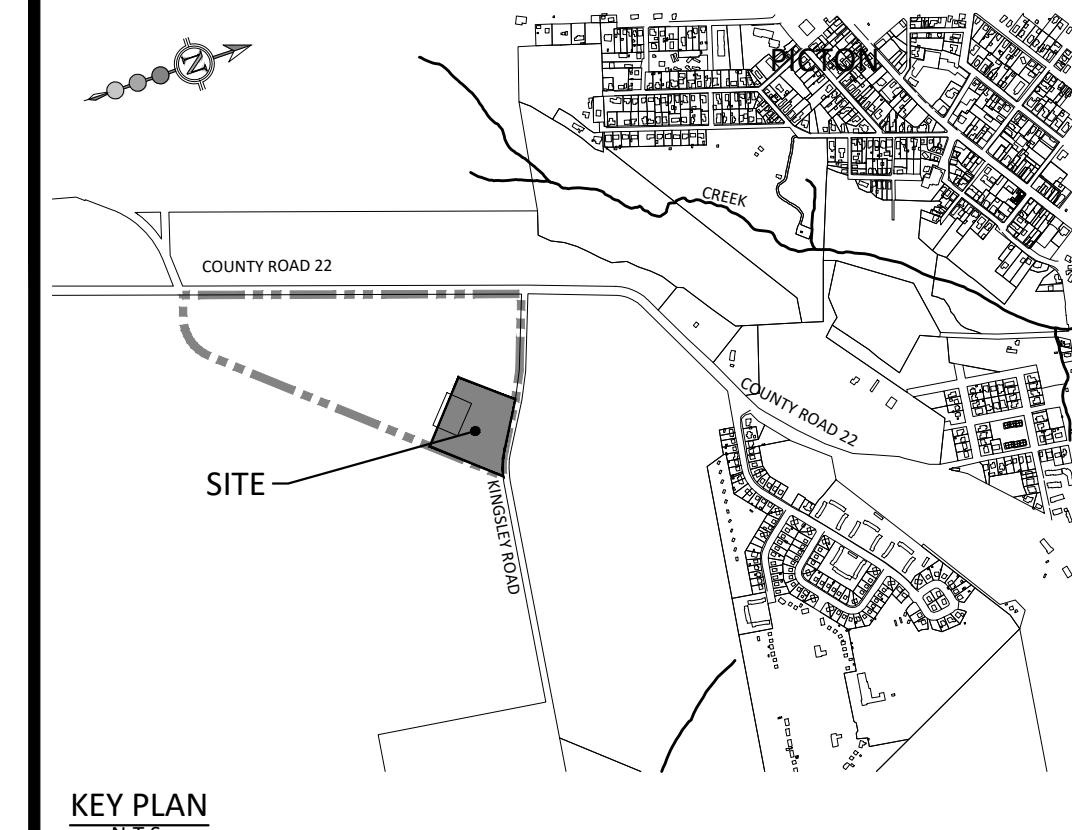 N
PICTON
CREEK
COUNTY ROAD 22
COUNTY ROAD 22
SITE
KINGSLEY ROAD
KEY PLAN
N.T.S.